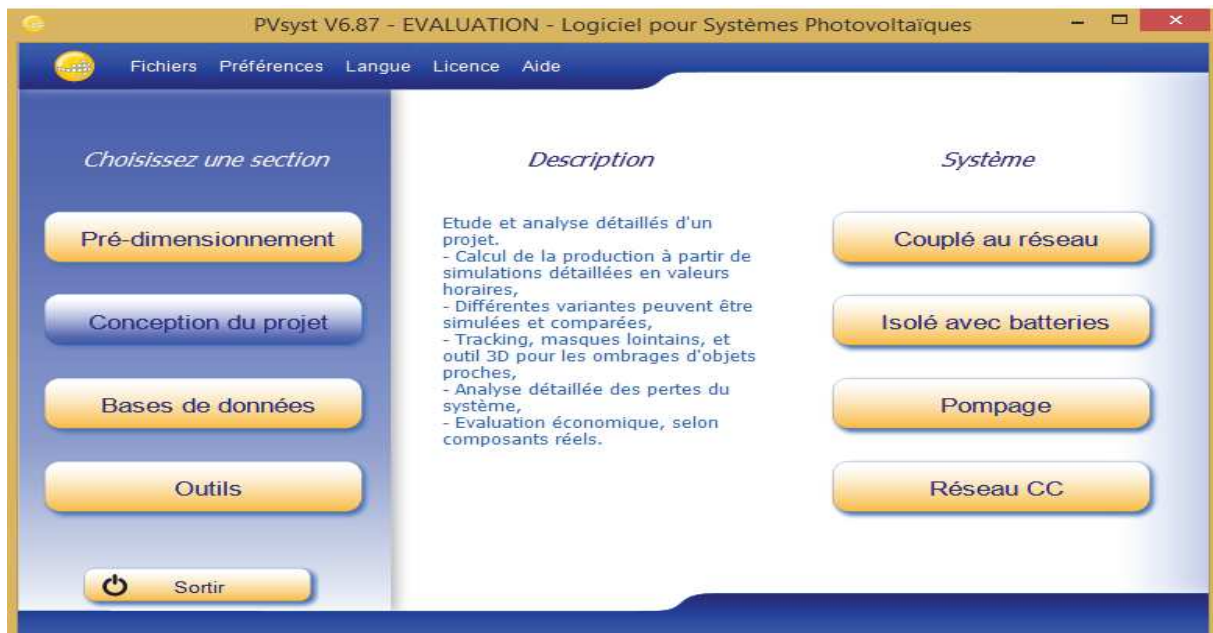 PVsyst V6.87 - EVALUATION - Logiciel pour Systèmes Photovoltaïques
Fichiers Préférences Langue Licence Aide
Choisissez une section
Pré-dimensionnement
Conception du projet
Bases de données
Outils
Sortir
Description
Etude et analyse détaillés d'un
projet.
- Calcul de la production à partir de
simulations détaillées en valeurs
horaires,
- Différentes variantes peuvent être
simulées et comparées,
- Tracking, masques lointains, et
outil 3D pour les ombrages d'objets
proches,
- Analyse détaillée des pertes du
système,
- Evaluation économique, selon
composants réels.
Système
Couplé au réseau
Isolé avec batteries
Pompage
Réseau CC